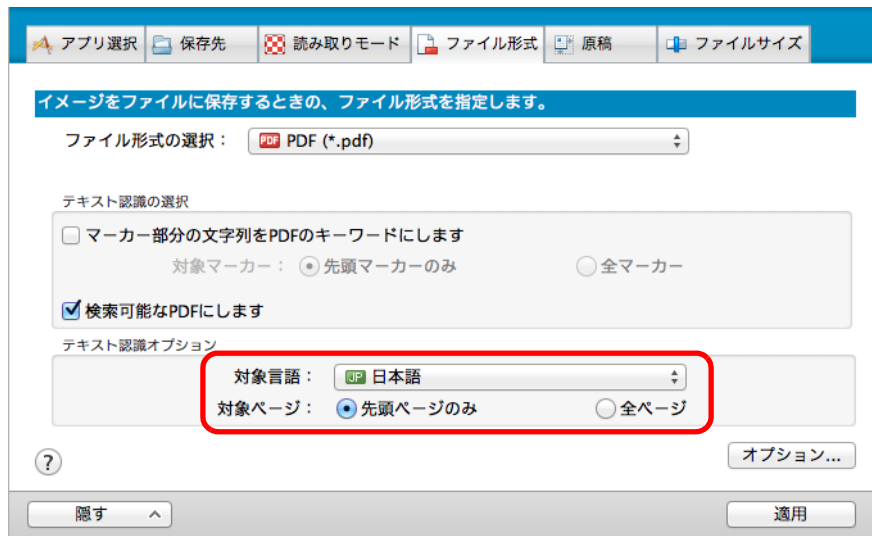 アプリ選択 保存先 読み取りモード ファイル形式 原稿 ファイルサイズ
イメージをファイルに保存するときの、ファイル形式を指定します。
ファイル形式の選択： PDF PDF (*.pdf)
テキスト認識の選択
マーカー部分の文字列をPDFのキーワードにします
対象マーカー： 先頭マーカーのみ 全マーカー
検索可能なPDFにします
テキスト認識オプション
対象言語： JP 日本語
対象ページ： 先頭ページのみ 全ページ
? オプション...
隠す 適用